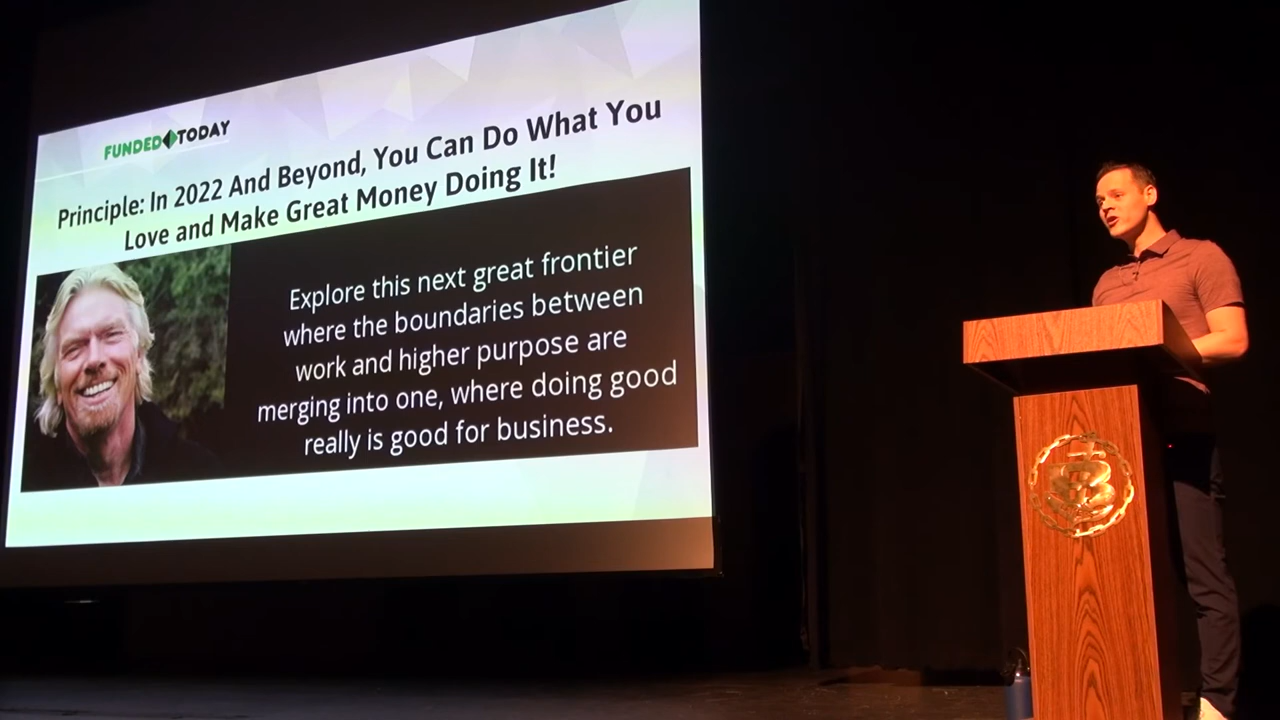 FUNDED TODAY
Principle: In 2022 And Beyond, You Can Do What You
Love and Make Great Money Doing It!
Explore this next great frontier
where the boundaries between
work and higher purpose are
merging into one, where doing good
really is good for business.